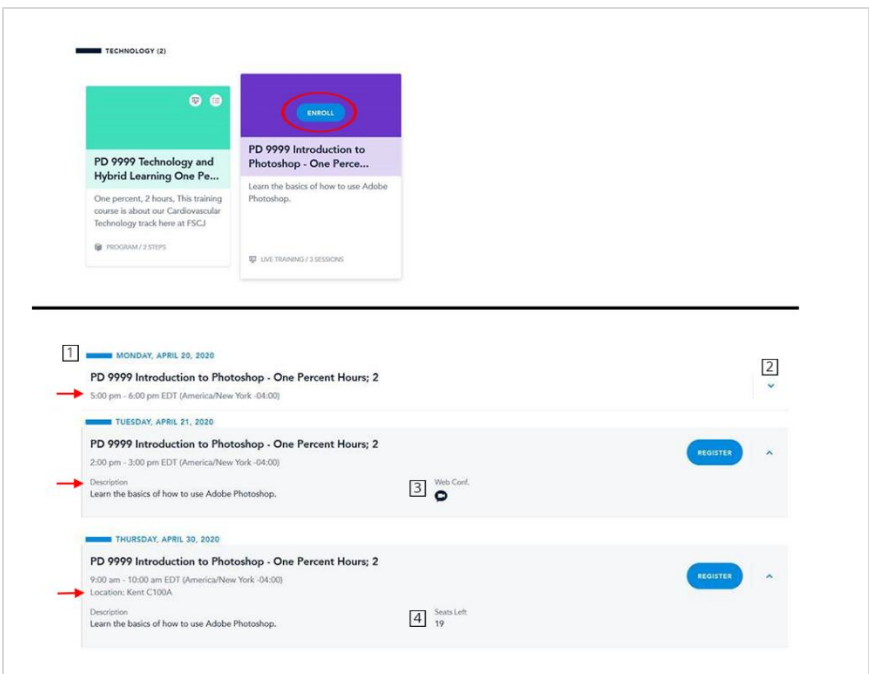 TECHNOLOGY (2)
ENROLL
PD 9999 Technology and
Hybrid Learning One Pe...
One percent, 2 hours, This training
course is about our Cardiovascular
Technology track here at FSCJ
PROGRAM / 2 STEPS
PD 9999 Introduction to
Photoshop - One Perce...
Learn the basics of how to use Adobe
Photoshop.
LIVE TRAINING / 3 SESSIONS
1
MONDAY, APRIL 20, 2020
2
PD 9999 Introduction to Photoshop - One Percent Hours; 2
5:00 pm - 6:00 pm EDT (America/New York -04:00)
TUESDAY, APRIL 21, 2020
PD 9999 Introduction to Photoshop - One Percent Hours; 2
REGISTER
2:00 pm - 3:00 pm EDT (America/New York -04:00)
Description
Learn the basics of how to use Adobe Photoshop.
3
Web Conf.
THURSDAY, APRIL 30, 2020
PD 9999 Introduction to Photoshop - One Percent Hours; 2
REGISTER
9:00 am - 10:00 am EDT (America/New York -04:00)
Location: Kent C100A
Description
Learn the basics of how to use Adobe Photoshop.
4
Seats Left
19